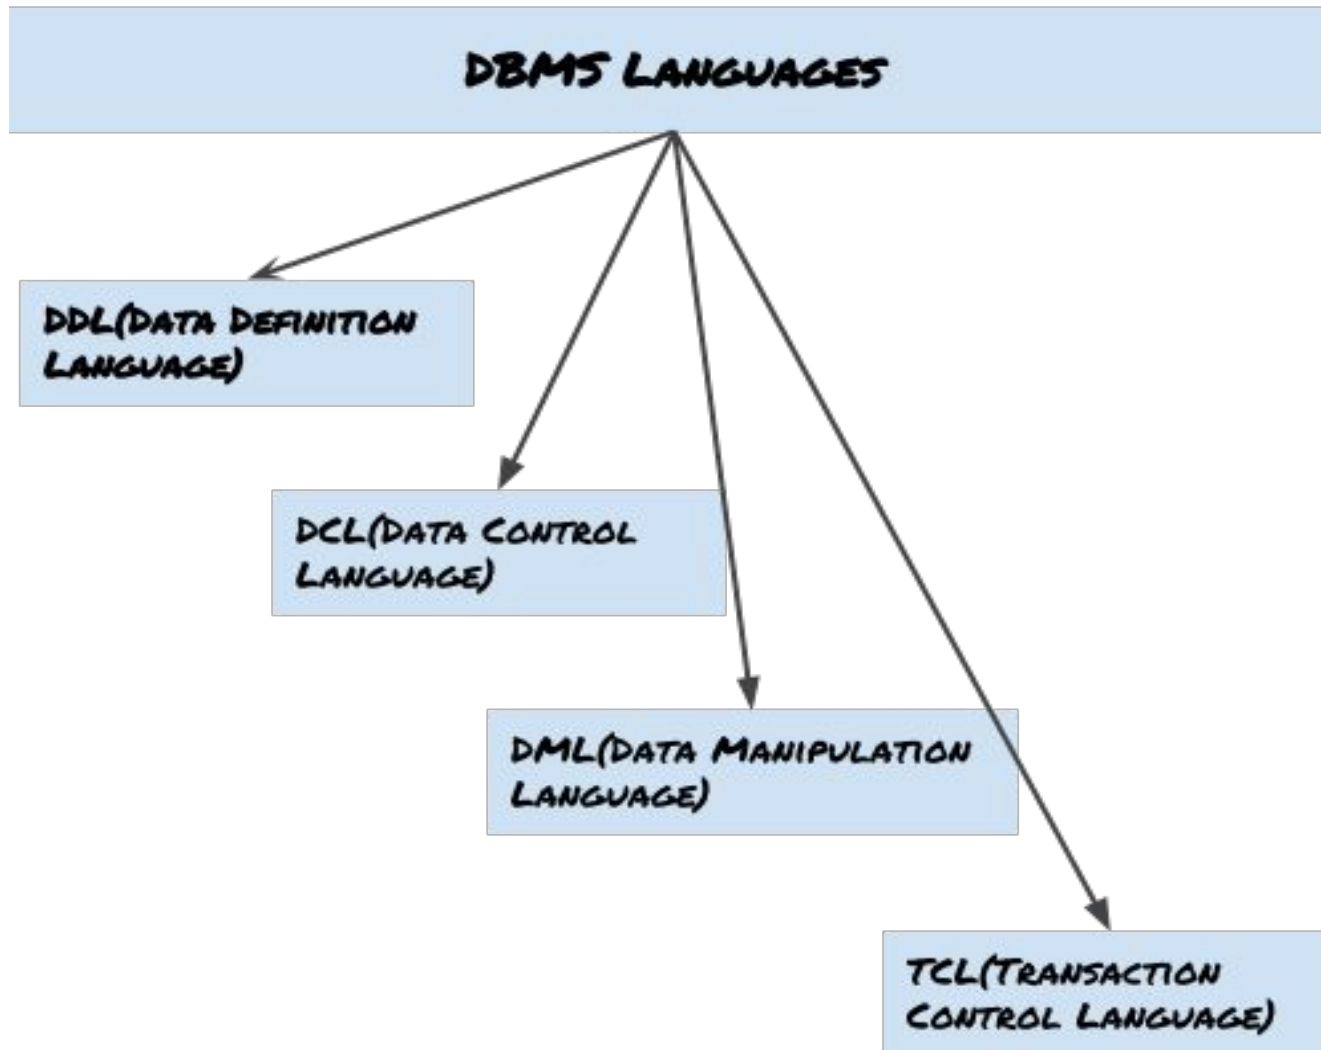 DBMS Languages
DDL(Data Definition
Language)
DCL(Data Control
Language)
DML(Data Manipulation
Language)
TCL(Transaction
Control Language)